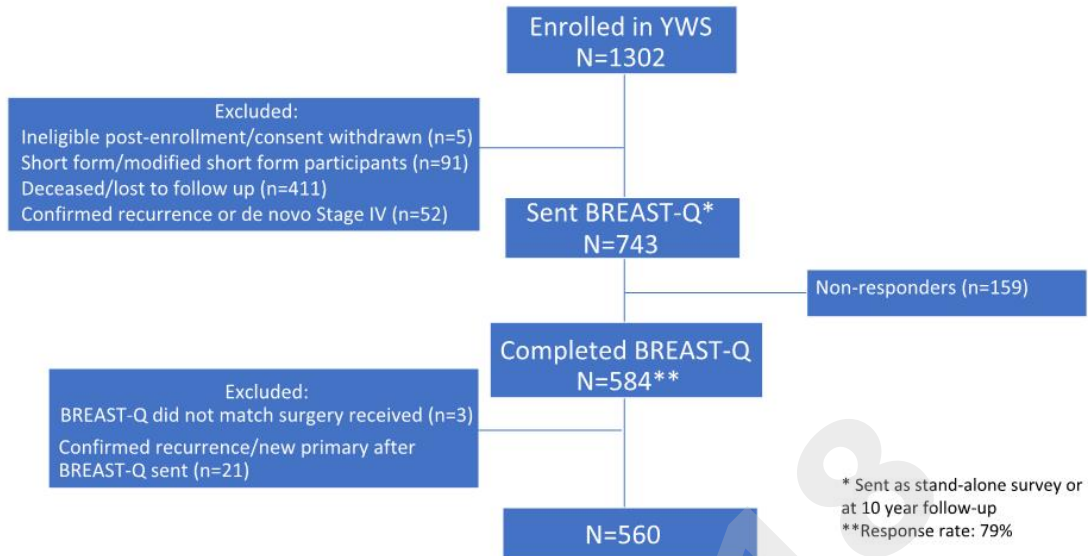 Enrolled in YWS
N=1302
Excluded:
Ineligible post-enrollment/consent withdrawn (n=5)
Short form/modified short form participants (n=91)
Deceased/lost to follow up (n=411)
Confirmed recurrence or de novo Stage IV (n=52)
Sent BREAST-Q*
N=743
Non-responders (n=159)
Completed BREAST-Q
N=584**
Excluded:
BREAST-Q did not match surgery received (n=3)
Confirmed recurrence/new primary after
BREAST-Q sent (n=21)
* Sent as stand-alone survey or
at 10 year follow-up
**Response rate: 79%
N=560